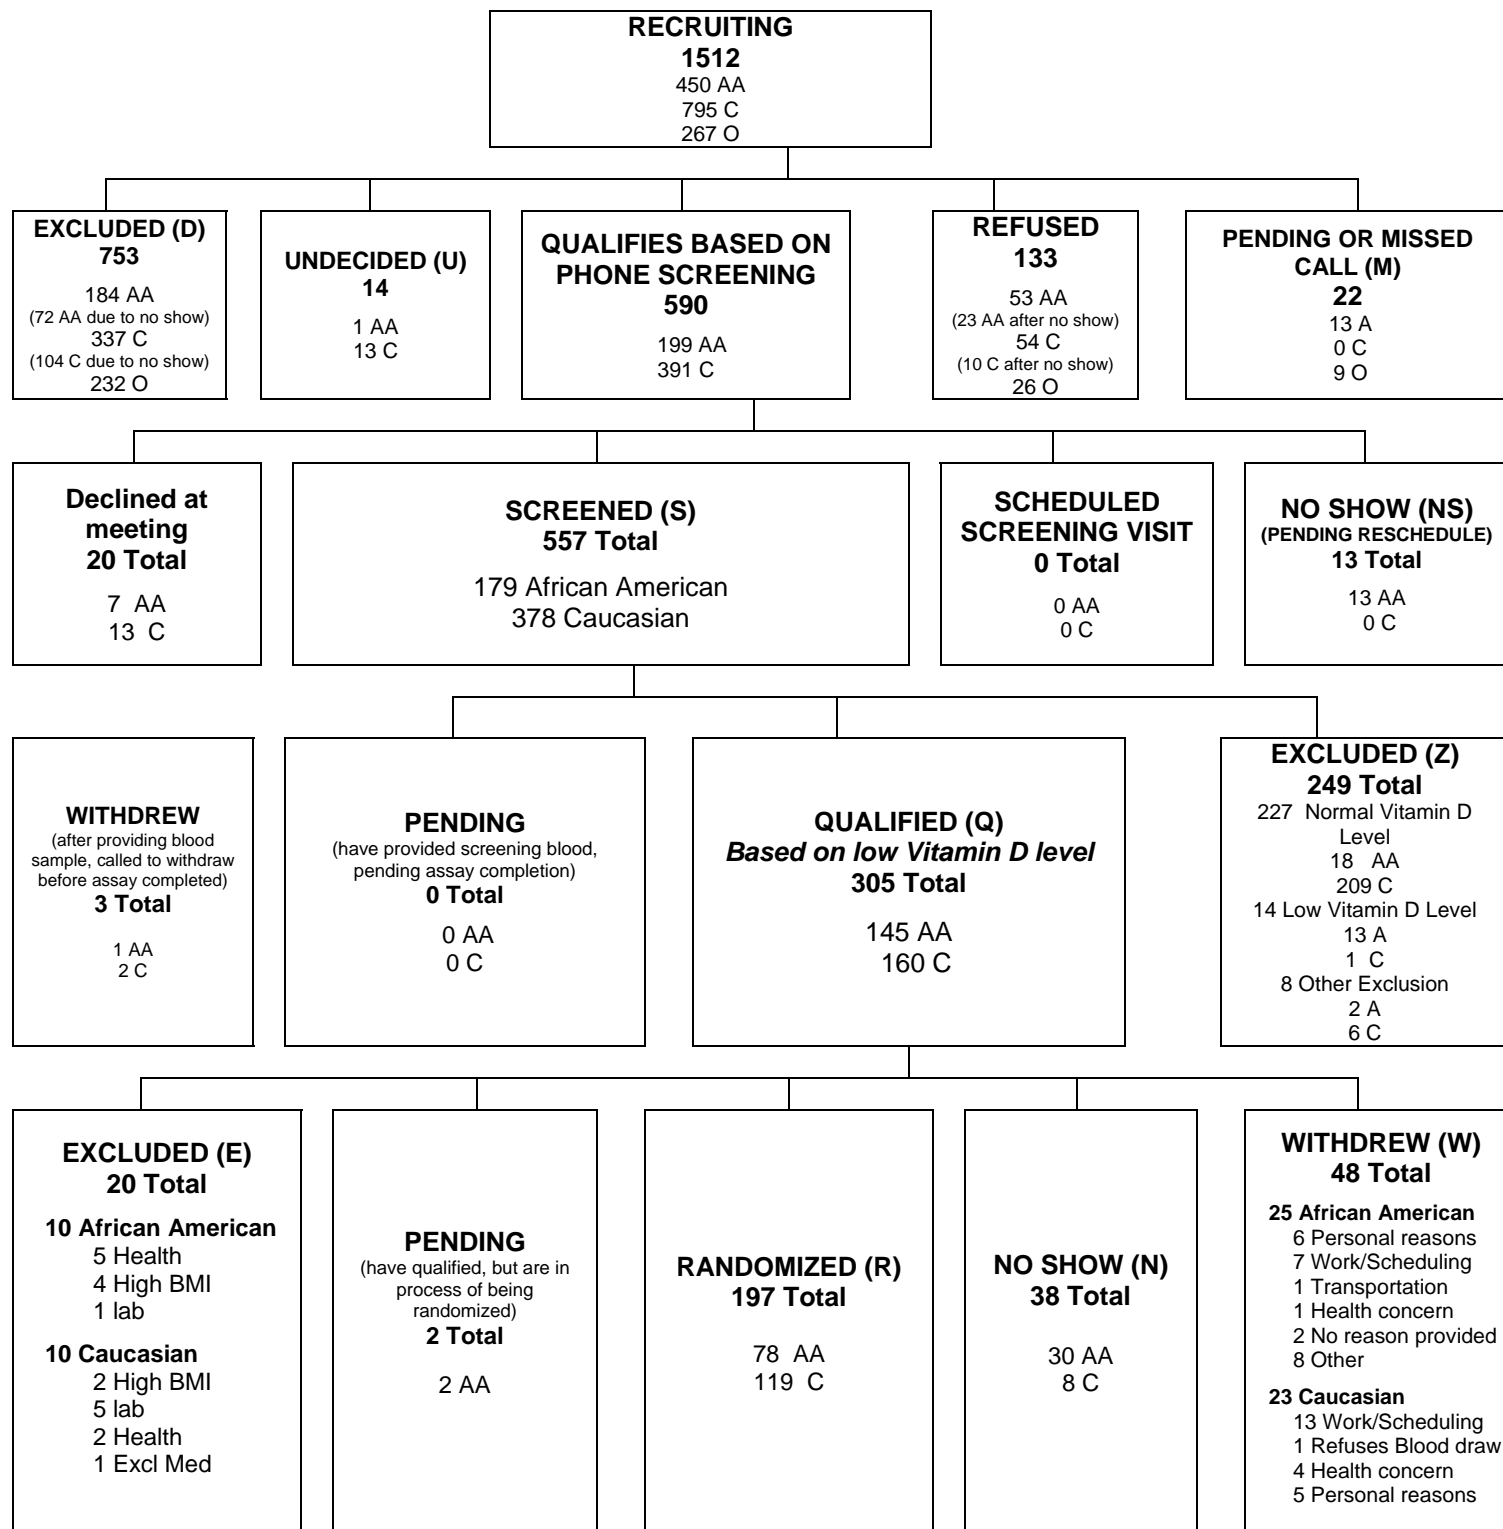 RECRUITING
1512
450 AA
795 C
267 O
EXCLUDED (D)
753
184 AA
(72 AA due to no show)
337 C
(104 C due to no show)
232 O
UNDECIDED (U)
14
1 AA
13 C
QUALIFIES BASED ON
PHONE SCREENING
590
199 AA
391 C
REFUSED
133
53 AA
(23 AA after no show)
54 C
(10 C after no show)
26 O
PENDING OR MISSED
CALL (M)
22
13 A
0 C
9 O
Declined at
meeting
20 Total
7 AA
13 C
SCREENED (S)
557 Total
179 African American
378 Caucasian
SCHEDULED
SCREENING VISIT
0 Total
0 AA
0 C
NO SHOW (NS)
(PENDING RESCHEDULE)
13 Total
13 AA
0 C
WITHDREW
(after providing blood
sample, called to withdraw
before assay completed)
3 Total
1 AA
2 C
PENDING
(have provided screening blood,
pending assay completion)
0 Total
0 AA
0 C
QUALIFIED (Q)
Based on low Vitamin D level
305 Total
145 AA
160 C
EXCLUDED (Z)
249 Total
227 Normal Vitamin D
Level
18 AA
209 C
14 Low Vitamin D Level
13 A
1 C
8 Other Exclusion
2 A
6 C
EXCLUDED (E)
20 Total
10 African American
5 Health
4 High BMI
1 lab
10 Caucasian
2 High BMI
5 lab
2 Health
1 Excl Med
PENDING
(have qualified, but are in
process of being
randomized)
2 Total
2 AA
RANDOMIZED (R)
197 Total
78 AA
119 C
NO SHOW (N)
38 Total
30 AA
8 C
WITHDREW (W)
48 Total
25 African American
6 Personal reasons
7 Work/Scheduling
1 Transportation
1 Health concern
2 No reason provided
8 Other
23 Caucasian
13 Work/Scheduling
1 Refuses Blood draw
4 Health concern
5 Personal reasons